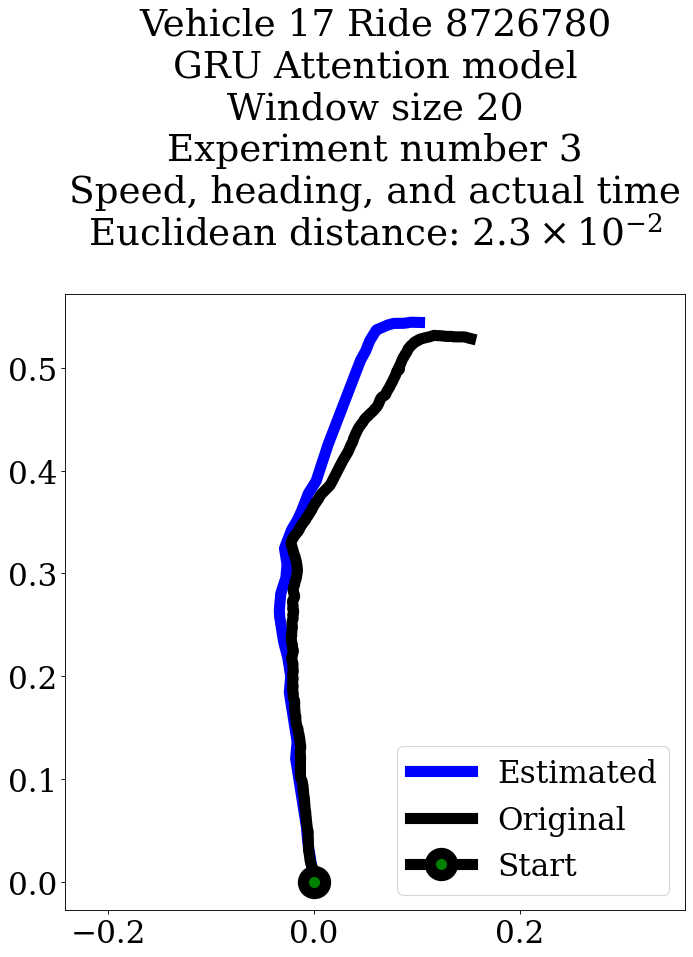 Vehicle 17 Ride 8726780
GRU Attention model
Window size 20
Experiment number 3
Speed, heading, and actual time
Euclidean distance: 2.3 × 10⁻²
0.5
0.4
0.3
0.2
0.1
0.0
−0.2
0.0
0.2
Estimated
Original
Start